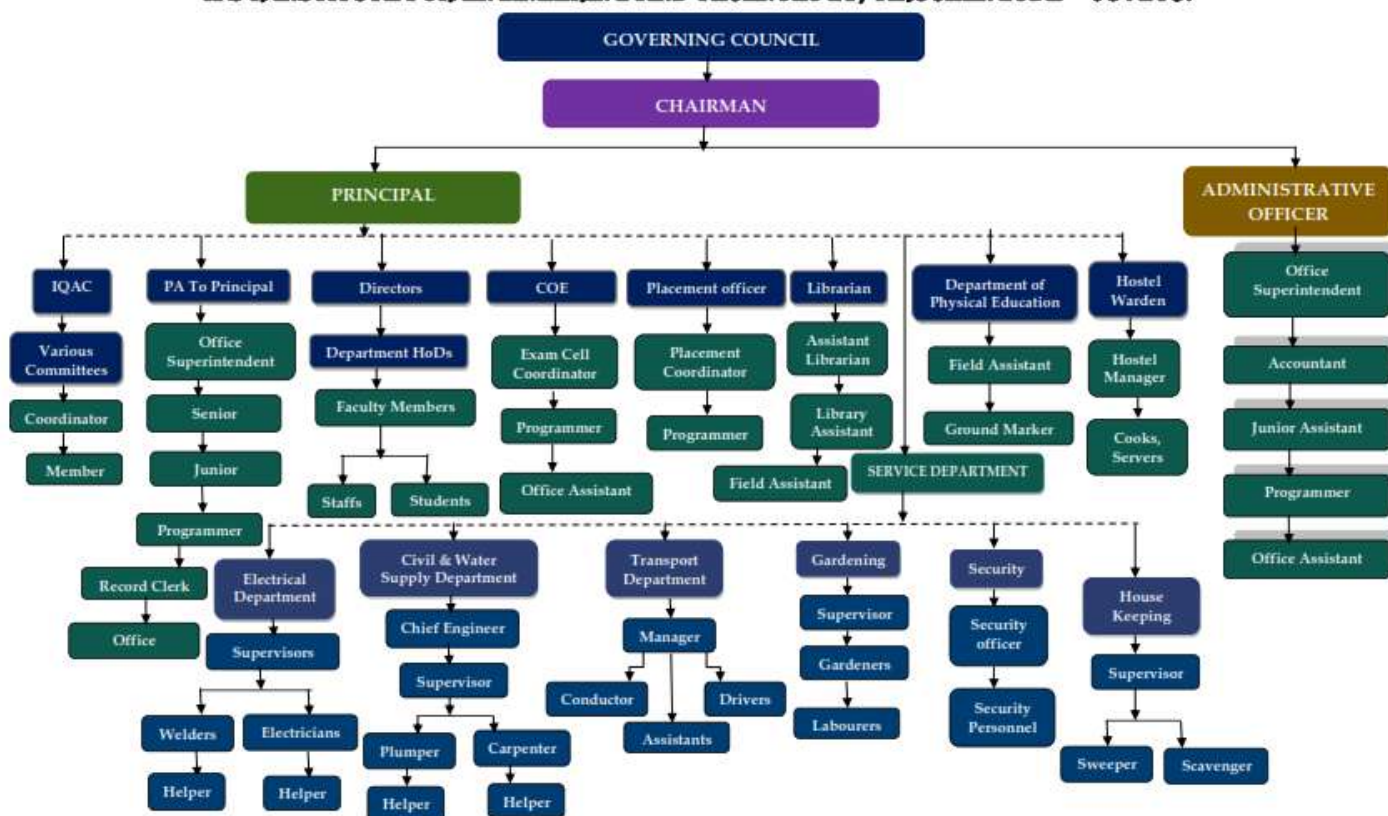 GOVERNING COUNCIL
CHAIRMAN
PRINCIPAL
ADMINISTRATIVE
OFFICER
IQAC
PA To Principal
Directors
COE
Placement officer
Librarian
Department of
Physical Education
Hostel
Warden
Office
Superintendent
Various
Committees
Office
Superintendent
Department HoDs
Exam Cell
Coordinator
Placement
Coordinator
Assistant
Librarian
Field Assistant
Hostel
Manager
Accountant
Coordinator
Senior
Faculty Members
Programmer
Programmer
Library
Assistant
Ground Marker
Cooks,
Servers
Junior Assistant
Member
Junior
Staffs
Students
Office Assistant
Field Assistant
SERVICE DEPARTMENT
Programmer
Programmer
Office Assistant
Record Clerk
Office
Electrical
Department
Civil & Water
Supply Department
Transport
Department
Gardening
Security
House
Keeping
Supervisors
Chief Engineer
Manager
Supervisor
Security
officer
Supervisor
Supervisor
Gardeners
Conductor
Drivers
Assistants
Labourers
Security
Personnel
Welders
Electricians
Plumper
Carpenter
Sweeper
Scavenger
Helper
Helper
Helper
Helper